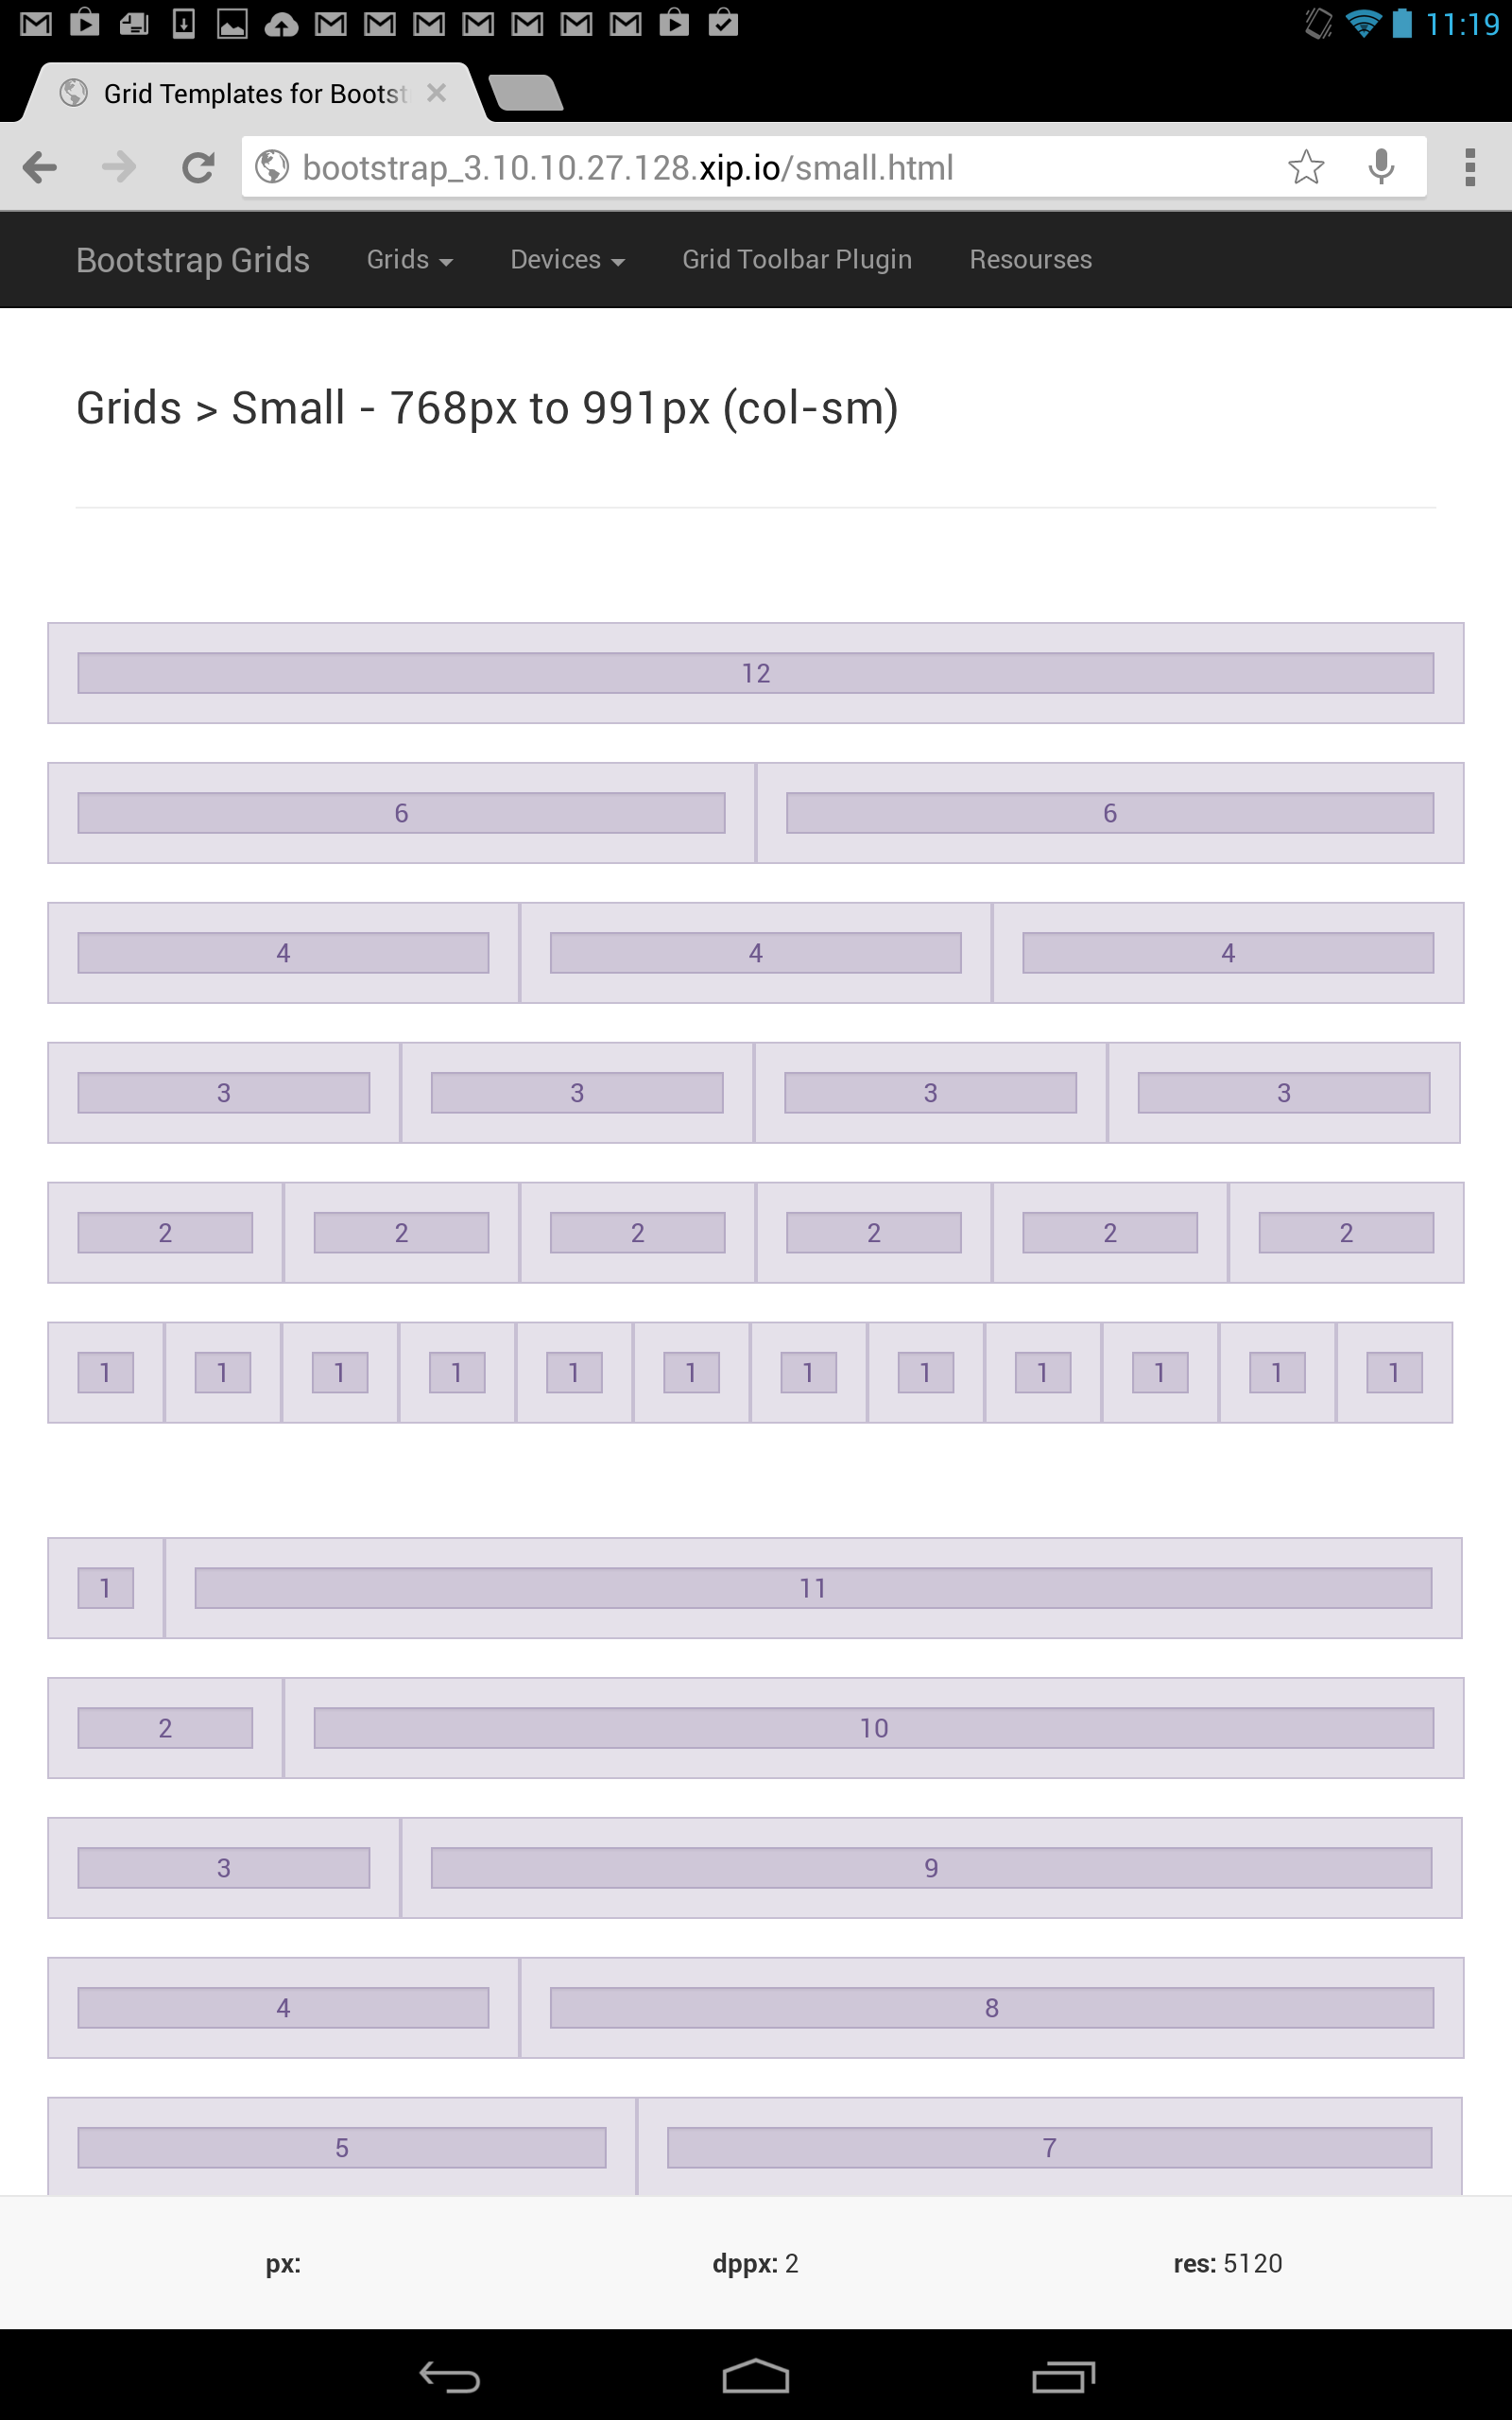 11:19
Grid Templates for Bootst
bootstrap_3.10.10.27.128.xip.io/small.html
Bootstrap Grids Grids Devices Grid Toolbar Plugin Resourses
Grids > Small - 768px to 991px (col-sm)
12
6 6
4 4 4
3 3 3 3
2 2 2 2 2 2
1 1 1 1 1 1 1 1 1 1 1 1
1 11
2 10
3 9
4 8
5 7
px: dppx: 2 res: 5120